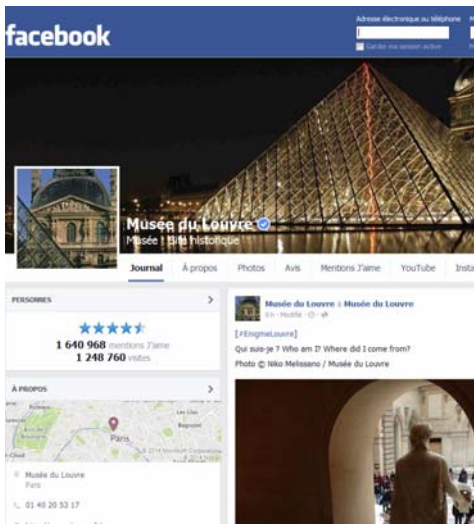 facebook
Adresse électronique ou téléphone
Garder ma session active
Musée du Louvre
Musée · Site historique
Journal À propos Photos Avis Mentions J'aime YouTube Insta
PERSONNES
1 640 968 mentions J'aime
1 248 760 visites
À PROPOS
Paris
Musée du Louvre
Paris
01 40 20 53 17
Musée du Louvre à Musée du Louvre
6 h · Modifié
[#EnigmeLouvre]
Qui suis-je ? Who am I? Where did I come from?
Photo © Niko Melissano / Musée du Louvre